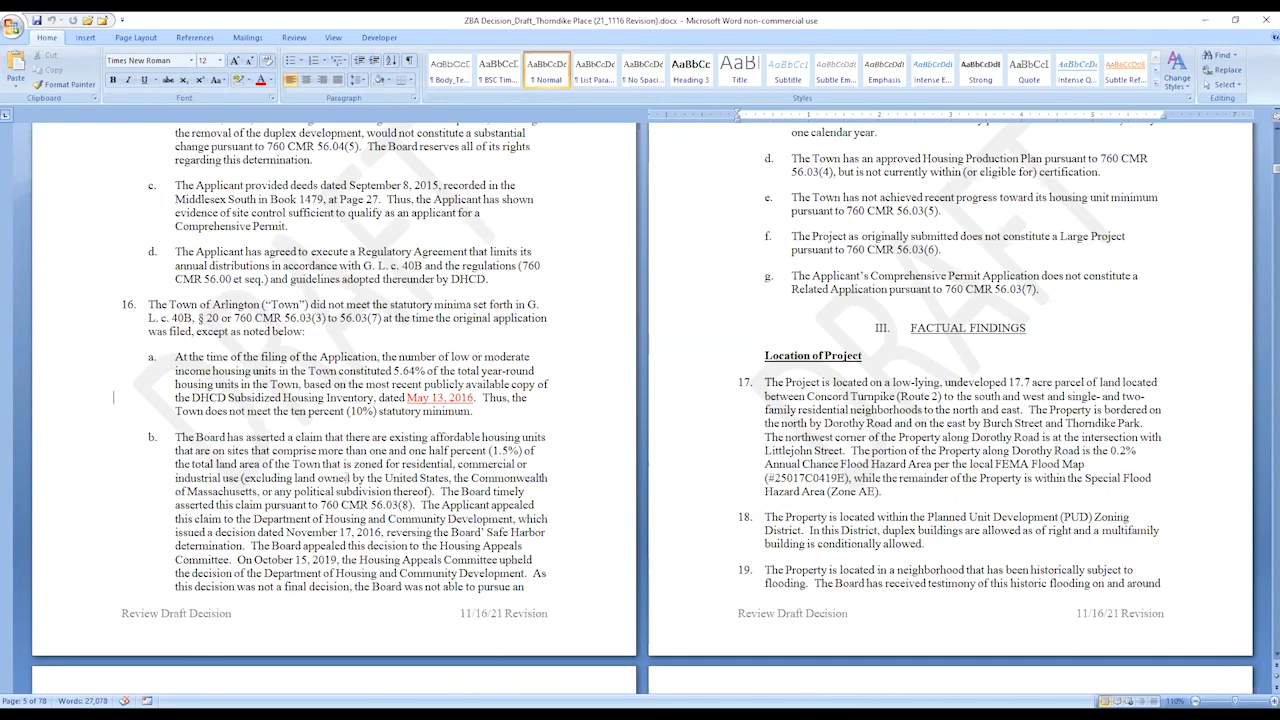 ZBA Decision_Draft_Thorndike Place (21_1116 Revision).docx - Microsoft Word non-commercial use
Home Insert Page Layout References Mailings Review View Developer
Cut
Copy
Format Painter
Paste
Clipboard
Times New Roman 12
Font
Paragraph
¶ Body_Te... ¶ BSC Tim... ¶ Normal ¶ List Para... ¶ No Spaci... Heading 3 Title Subtitle Subtle Em... Emphasis Intense E... Strong Quote Intense Q... Subtle Ref...
Styles
Change Styles
Find
Replace
Select
Editing
the removal of the duplex development, would not constitute a substantial
change pursuant to 760 CMR 56.04(5). The Board reserves all of its rights
regarding this determination.
c. The Applicant provided deeds dated September 8, 2015, recorded in the
Middlesex South in Book 1479, at Page 27. Thus, the Applicant has shown
evidence of site control sufficient to qualify as an applicant for a
Comprehensive Permit.
d. The Applicant has agreed to execute a Regulatory Agreement that limits its
annual distributions in accordance with G. L. c. 40B and the regulations (760
CMR 56.00 et seq.) and guidelines adopted thereunder by DHCD.
16. The Town of Arlington (“Town”) did not meet the statutory minima set forth in G.
L. c. 40B, § 20 or 760 CMR 56.03(3) to 56.03(7) at the time the original application
was filed, except as noted below:
a. At the time of the filing of the Application, the number of low or moderate
income housing units in the Town constituted 5.64% of the total year-round
housing units in the Town, based on the most recent publicly available copy of
the DHCD Subsidized Housing Inventory, dated May 13, 2016. Thus, the
Town does not meet the ten percent (10%) statutory minimum.
b. The Board has asserted a claim that there are existing affordable housing units
that are on sites that comprise more than one and one half percent (1.5%) of
the total land area of the Town that is zoned for residential, commercial or
industrial use (excluding land owned by the United States, the Commonwealth
of Massachusetts, or any political subdivision thereof). The Board timely
asserted this claim pursuant to 760 CMR 56.03(8). The Applicant appealed
this claim to the Department of Housing and Community Development, which
issued a decision dated November 17, 2016, reversing the Board’ Safe Harbor
determination. The Board appealed this decision to the Housing Appeals
Committee. On October 15, 2019, the Housing Appeals Committee upheld
the decision of the Department of Housing and Community Development. As
this decision was not a final decision, the Board was not able to pursue an
Review Draft Decision 11/16/21 Revision
one calendar year.
d. The Town has an approved Housing Production Plan pursuant to 760 CMR
56.03(4), but is not currently within (or eligible for) certification.
e. The Town has not achieved recent progress toward its housing unit minimum
pursuant to 760 CMR 56.03(5).
f. The Project as originally submitted does not constitute a Large Project
pursuant to 760 CMR 56.03(6).
g. The Applicant’s Comprehensive Permit Application does not constitute a
Related Application pursuant to 760 CMR 56.03(7).
III. FACTUAL FINDINGS
Location of Project
17. The Project is located on a low-lying, undeveloped 17.7 acre parcel of land located
between Concord Turnpike (Route 2) to the south and west and single- and two-
family residential neighborhoods to the north and east. The Property is bordered on
the north by Dorothy Road and on the east by Burch Street and Thorndike Park.
The northwest corner of the Property along Dorothy Road is at the intersection with
Littlejohn Street. The portion of the Property along Dorothy Road is the 0.2%
Annual Chance Flood Hazard Area per the local FEMA Flood Map
(#25017C0419E), while the remainder of the Property is within the Special Flood
Hazard Area (Zone AE).
18. The Property is located within the Planned Unit Development (PUD) Zoning
District. In this District, duplex buildings are allowed as of right and a multifamily
building is conditionally allowed.
19. The Property is located in a neighborhood that has been historically subject to
flooding. The Board has received testimony of this historic flooding on and around
Review Draft Decision 11/16/21 Revision
DRAFT
DRAFT
Page: 5 of 78 Words: 27,078 110%